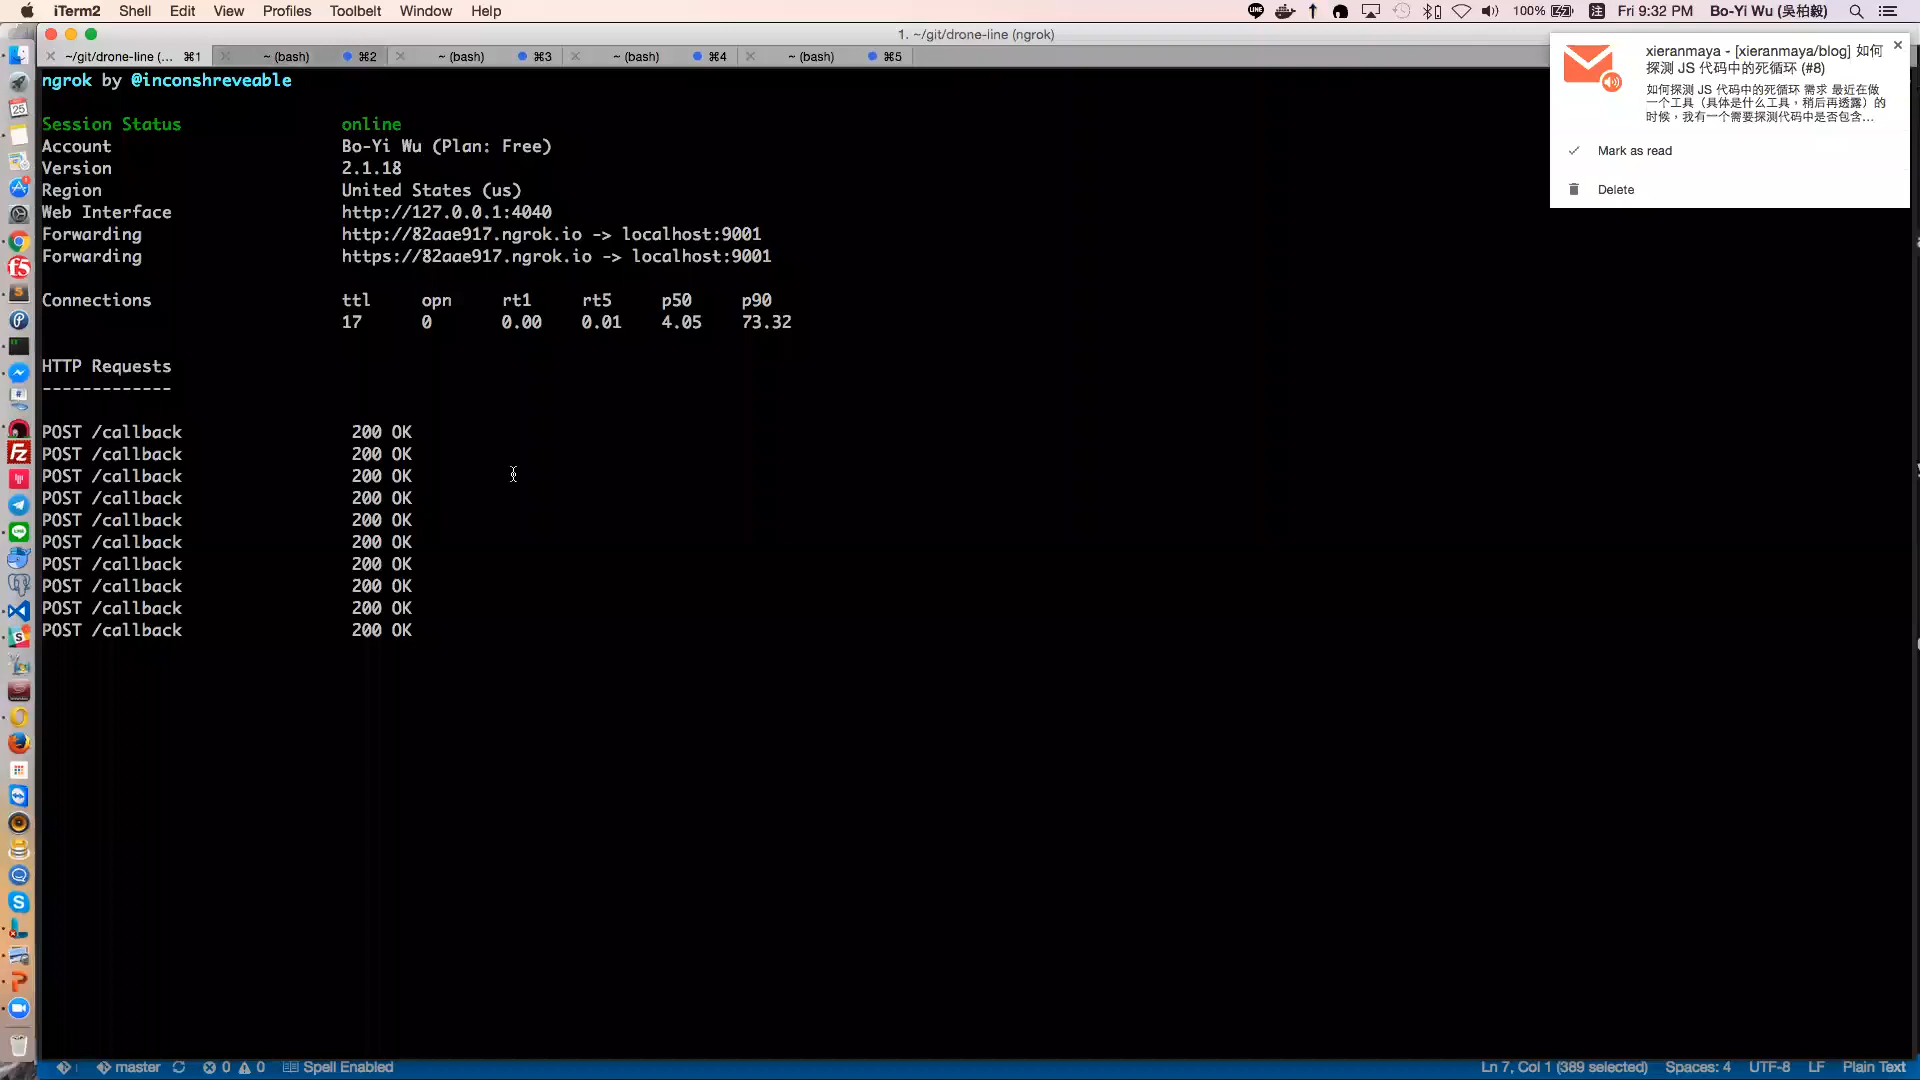 iTerm2 Shell Edit View Profiles Toolbelt Window Help
100% 注 Fri 9:32 PM Bo-Yi Wu (吳柏毅)
1. ~/git/drone-line (ngrok)
~/git/drone-line (... ⌘1 ~ (bash) ⌘2 ~ (bash) ⌘3 ~ (bash) ⌘4 ~ (bash) ⌘5
ngrok by @inconshreveable
Session Status online
Account Bo-Yi Wu (Plan: Free)
Version 2.1.18
Region United States (us)
Web Interface http://127.0.0.1:4040
Forwarding http://82aae917.ngrok.io -> localhost:9001
Forwarding https://82aae917.ngrok.io -> localhost:9001
Connections ttl opn rt1 rt5 p50 p90
17 0 0.00 0.01 4.05 73.32
HTTP Requests
-------------
POST /callback 200 OK
POST /callback 200 OK
POST /callback 200 OK
POST /callback 200 OK
POST /callback 200 OK
POST /callback 200 OK
POST /callback 200 OK
POST /callback 200 OK
POST /callback 200 OK
POST /callback 200 OK
xieranmaya - [xieranmaya/blog] 如何
探测 JS 代码中的死循环 (#8)
如何探测 JS 代码中的死循环 需求 最近在做
一个工具（具体是什么工具，稍后再透露）的
时候，我有一个需要探测代码中是否包含...
Mark as read
Delete
master 0 0 Spell Enabled
Ln 7, Col 1 (389 selected) Spaces: 4 UTF-8 LF Plain Text